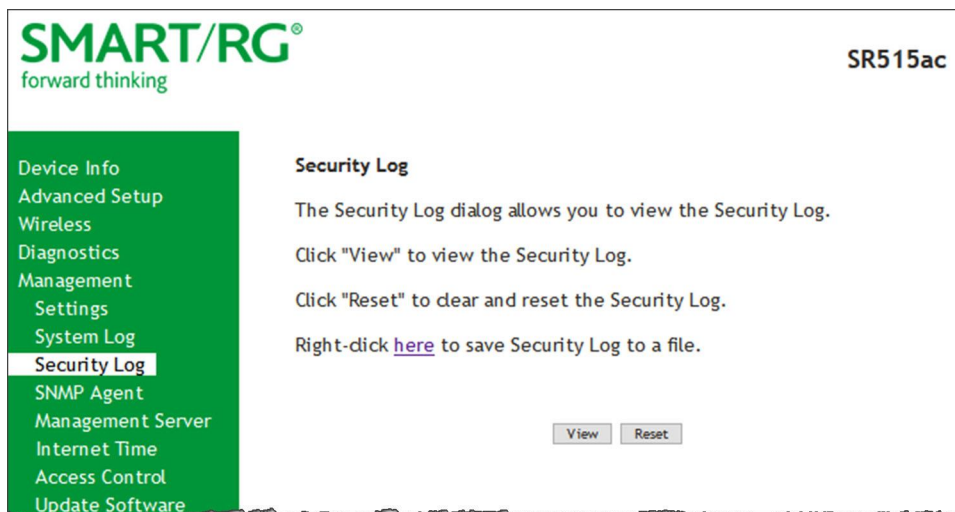 SMART/RG®
forward thinking
SR515ac
Device Info
Advanced Setup
Wireless
Diagnostics
Management
Settings
System Log
Security Log
SNMP Agent
Management Server
Internet Time
Access Control
Update Software
Security Log
The Security Log dialog allows you to view the Security Log.
Click "View" to view the Security Log.
Click "Reset" to clear and reset the Security Log.
Right-click here to save Security Log to a file.
View Reset